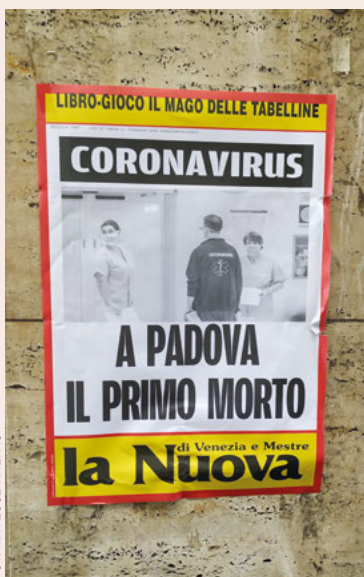 LIBRO-GIOCO IL MAGO DELLE TABELLINE
CORONAVIRUS
A PADOVA
IL PRIMO MORTO
di Venezia e Mestre
la Nuova